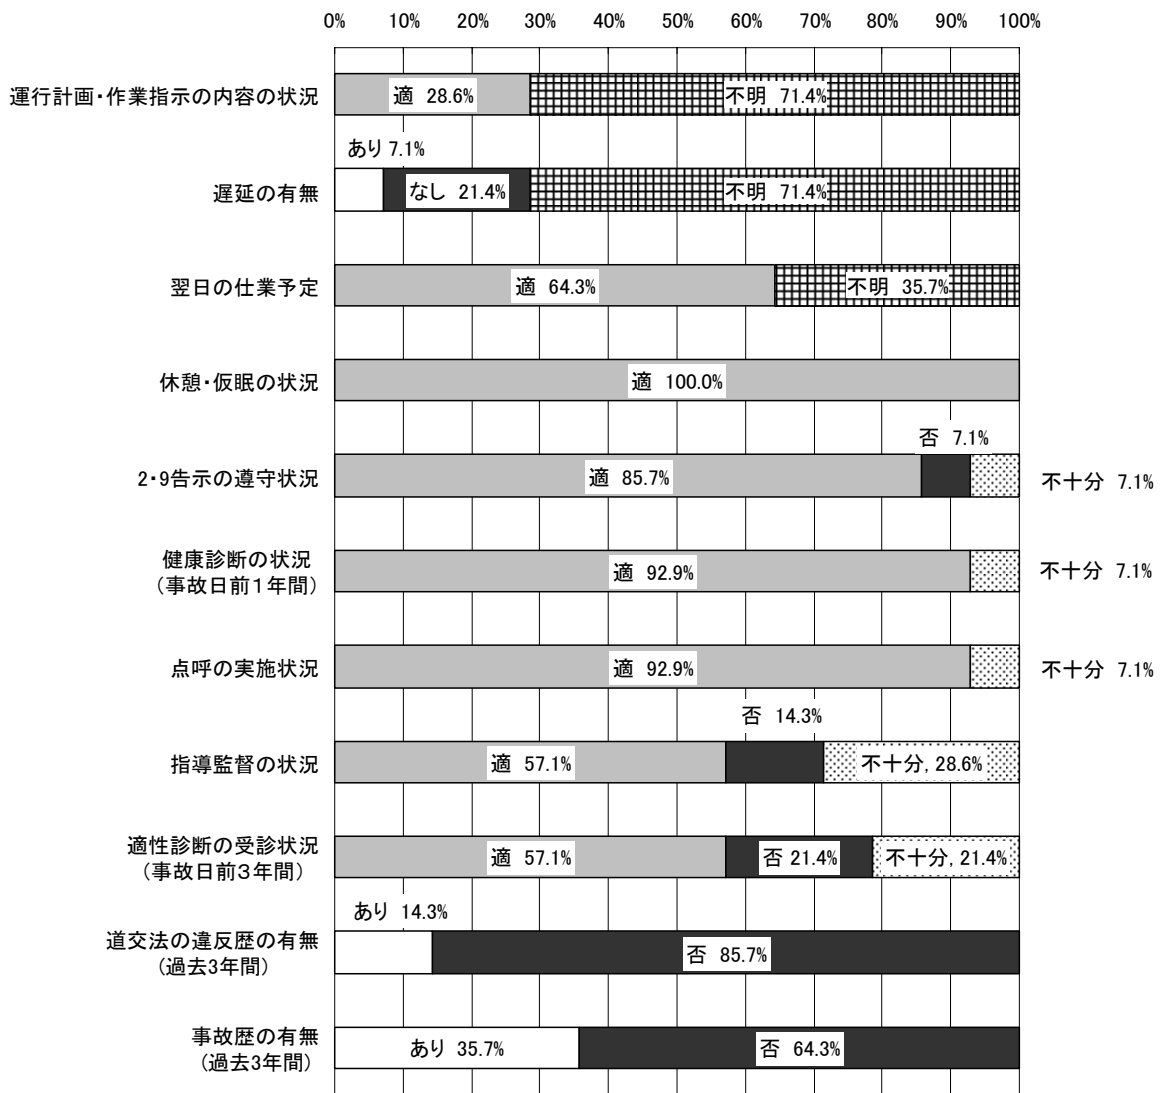 0% 10% 20% 30% 40% 50% 60% 70% 80% 90% 100%
運行計画・作業指示の内容の状況 適 28.6% 不明 71.4%
あり 7.1%
遅延の有無 なし 21.4% 不明 71.4%
翌日の仕業予定 適 64.3% 不明 35.7%
休憩・仮眠の状況 適 100.0%
否 7.1%
2・9告示の遵守状況 適 85.7% 不十分 7.1%
健康診断の状況
(事故日前1年間) 適 92.9% 不十分 7.1%
点呼の実施状況 適 92.9% 不十分 7.1%
否 14.3%
指導監督の状況 適 57.1% 不十分, 28.6%
適性診断の受診状況
(事故日前3年間) 適 57.1% 否 21.4% 不十分, 21.4%
あり 14.3%
道交法の違反歴の有無
(過去3年間) 否 85.7%
事故歴の有無
(過去3年間) あり 35.7% 否 64.3%